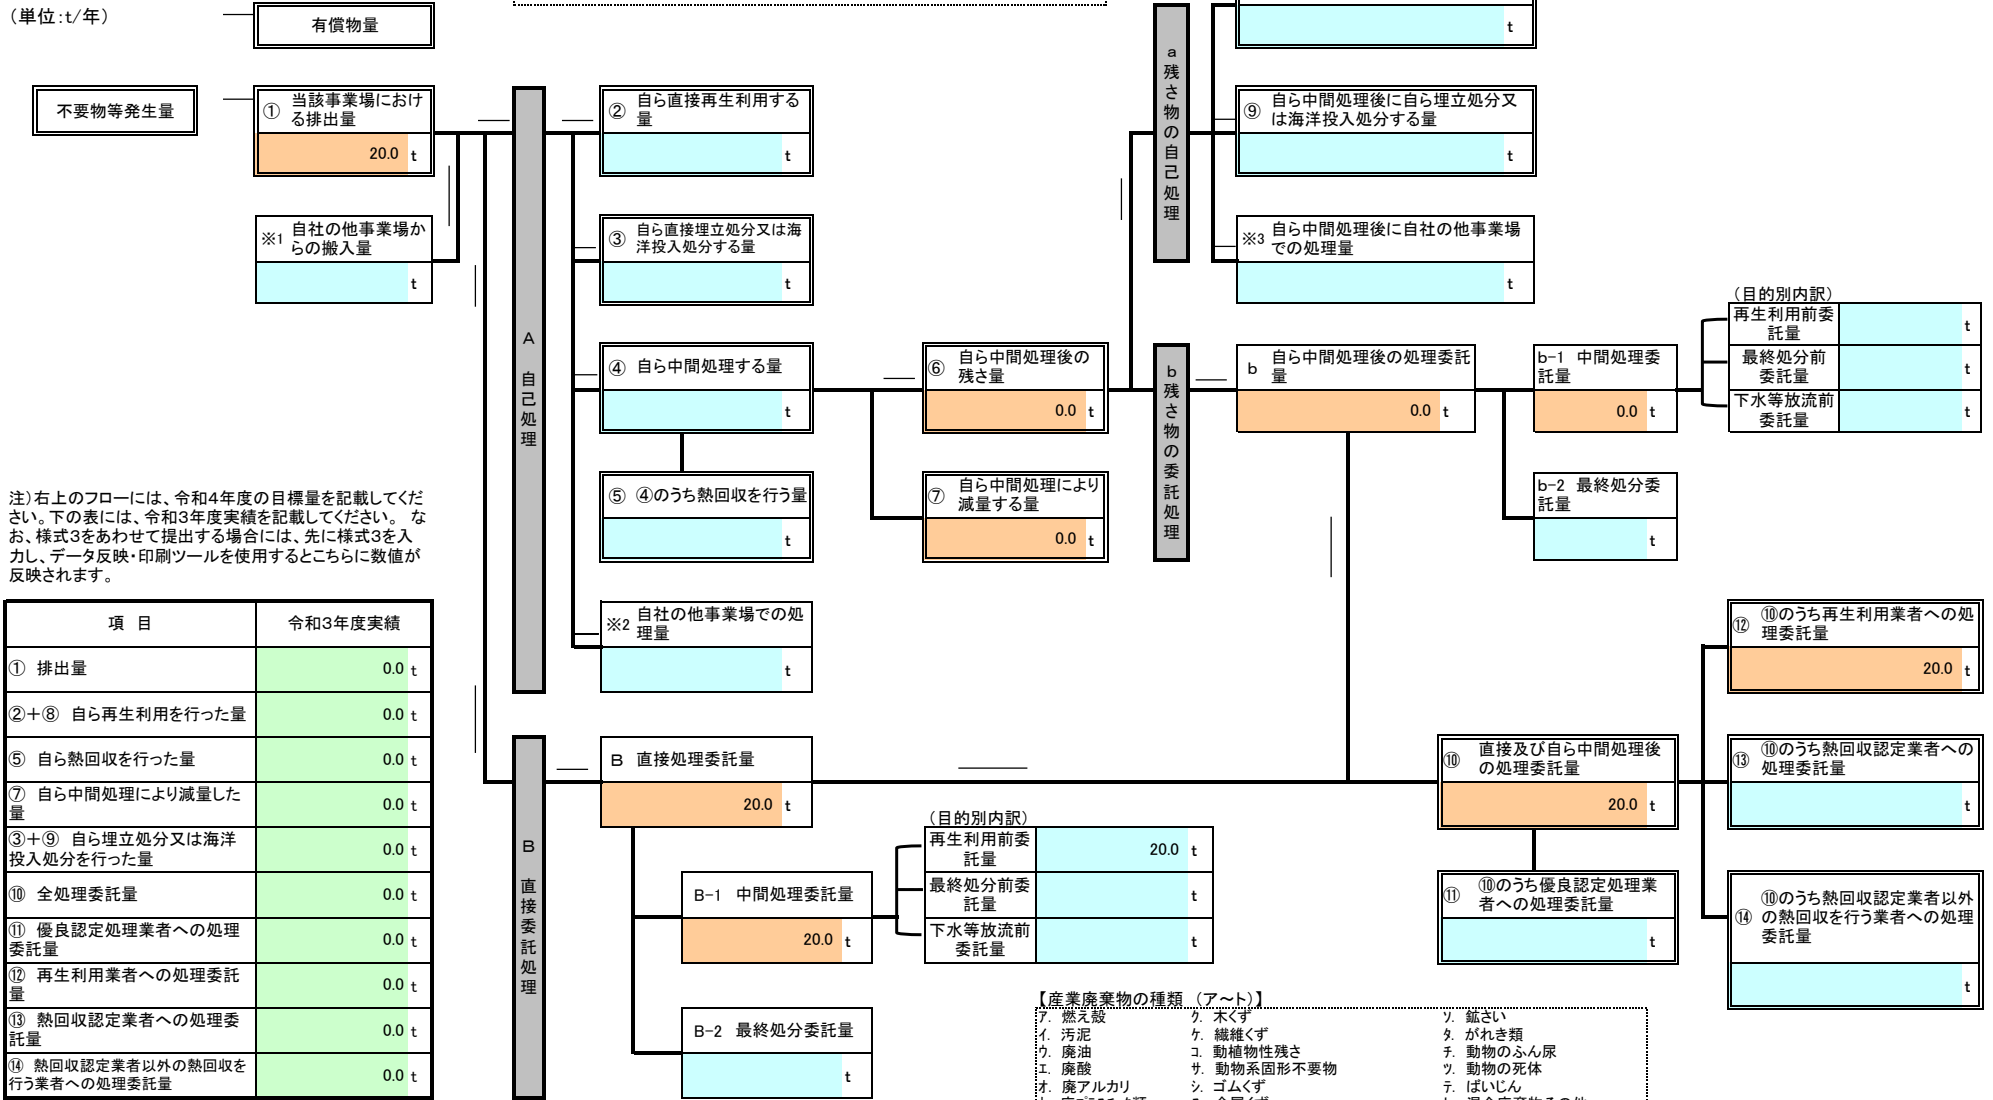 （単位:t/年）
有償物量
t
不要物等発生量
① 当該事業場におけ
る排出量
20.0 t
※1 自社の他事業場か
らの搬入量
t
A 自己処理
② 自ら直接再生利用する
量
t
③ 自ら直接埋立処分又は海
洋投入処分する量
t
④ 自ら中間処理する量
t
⑤ ④のうち熱回収を行う量
t
※2 自社の他事業場での処
理量
t
⑥ 自ら中間処理後の
残さ量
0.0 t
⑦ 自ら中間処理により
減量する量
0.0 t
a 残さ物の自己処理
⑨ 自ら中間処理後に自ら埋立処分又
は海洋投入処分する量
t
※3 自ら中間処理後に自社の他事業場
での処理量
t
b 残さ物の委託処理
b 自ら中間処理後の処理委託
量
0.0 t
b-1 中間処理委
託量
0.0 t
b-2 最終処分委
託量
t
（目的別内訳）
再生利用前委
託量
t
最終処分前
委託量
t
下水等放流前
委託量
t
注）右上のフローには、令和4年度の目標量を記載してくだ
さい。下の表には、令和3年度実績を記載してください。 な
お、様式3をあわせて提出する場合には、先に様式3を入
力し、データ反映・印刷ツールを使用するとこちらに数値が
反映されます。
項 目 令和3年度実績
① 排出量 0.0 t
②＋⑧ 自ら再生利用を行った量 0.0 t
⑤ 自ら熱回収を行った量 0.0 t
⑦ 自ら中間処理により減量した
量 0.0 t
③＋⑨ 自ら埋立処分又は海洋
投入処分を行った量 0.0 t
⑩ 全処理委託量 0.0 t
⑪ 優良認定処理業者への処理
委託量 0.0 t
⑫ 再生利用業者への処理委託
量 0.0 t
⑬ 熱回収認定業者への処理委
託量 0.0 t
⑭ 熱回収認定業者以外の熱回収を
行う業者への処理委託量 0.0 t
B 直接委託処理
B 直接処理委託量
20.0 t
B-1 中間処理委託量
20.0 t
B-2 最終処分委託量
t
（目的別内訳）
再生利用前委
託量
20.0 t
最終処分前委
託量
t
下水等放流前
委託量
t
⑩ 直接及び自ら中間処理後
の処理委託量
20.0 t
⑪ ⑩のうち優良認定処理業
者への処理委託量
t
⑫ ⑩のうち再生利用業者への処
理委託量
20.0 t
⑬ ⑩のうち熱回収認定業者への
処理委託量
t
⑭ ⑩のうち熱回収認定業者以外
の熱回収を行う業者への処理
委託量
t
【産業廃棄物の種類 （ア～ト）】
ア. 燃え殻 ク. 木くず ソ. 鉱さい
イ. 汚泥 ケ. 繊維くず タ. がれき類
ウ. 廃油 コ. 動植物性残さ チ. 動物のふん尿
エ. 廃酸 サ. 動物系固形不要物 ツ. 動物の死体
オ. 廃アルカリ シ. ゴムくず テ. ばいじん